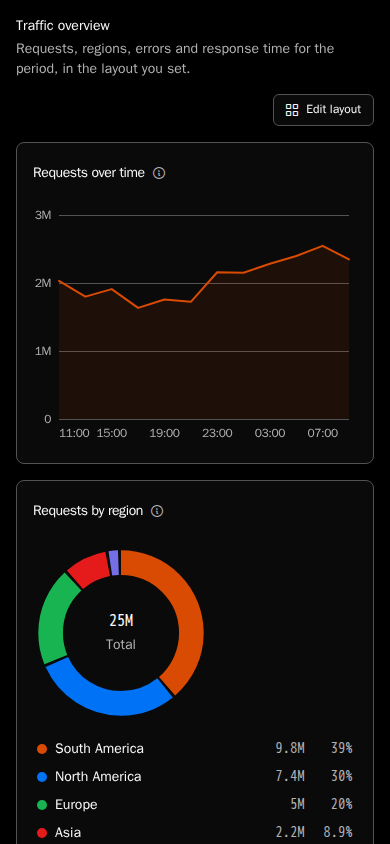 Traffic overview
Requests, regions, errors and response time for the
period, in the layout you set.
Edit layout
Requests over time
3M
2M
1M
0
11:00 15:00 19:00 23:00 03:00 07:00
Requests by region
25M
Total
South America 9.8M 39%
North America 7.4M 30%
Europe 5M 20%
Asia 2.2M 8.9%